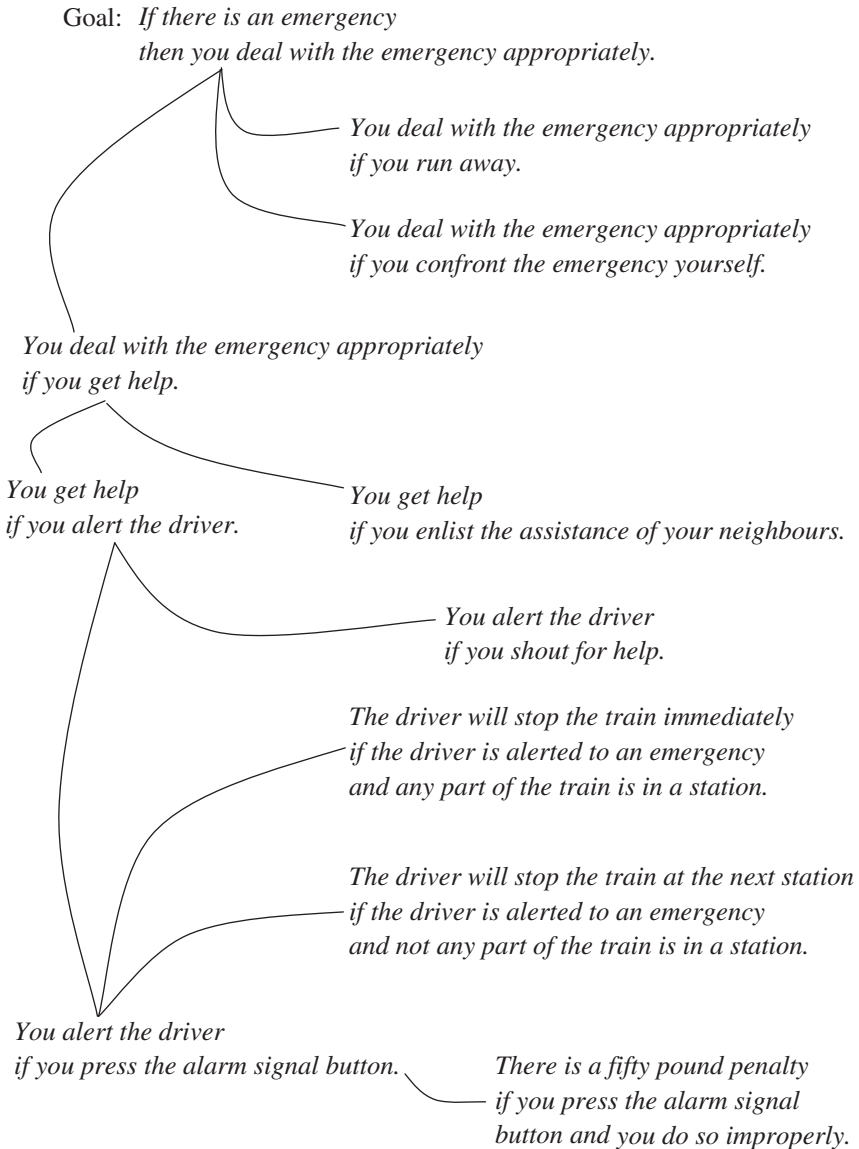 Goal: If there is an emergency
then you deal with the emergency appropriately.
You deal with the emergency appropriately
if you run away.
You deal with the emergency appropriately
if you confront the emergency yourself.
You deal with the emergency appropriately
if you get help.
You get help
if you alert the driver.
You get help
if you enlist the assistance of your neighbours.
You alert the driver
if you shout for help.
The driver will stop the train immediately
if the driver is alerted to an emergency
and any part of the train is in a station.
The driver will stop the train at the next station
if the driver is alerted to an emergency
and not any part of the train is in a station.
You alert the driver
if you press the alarm signal button.
There is a fifty pound penalty
if you press the alarm signal
button and you do so improperly.